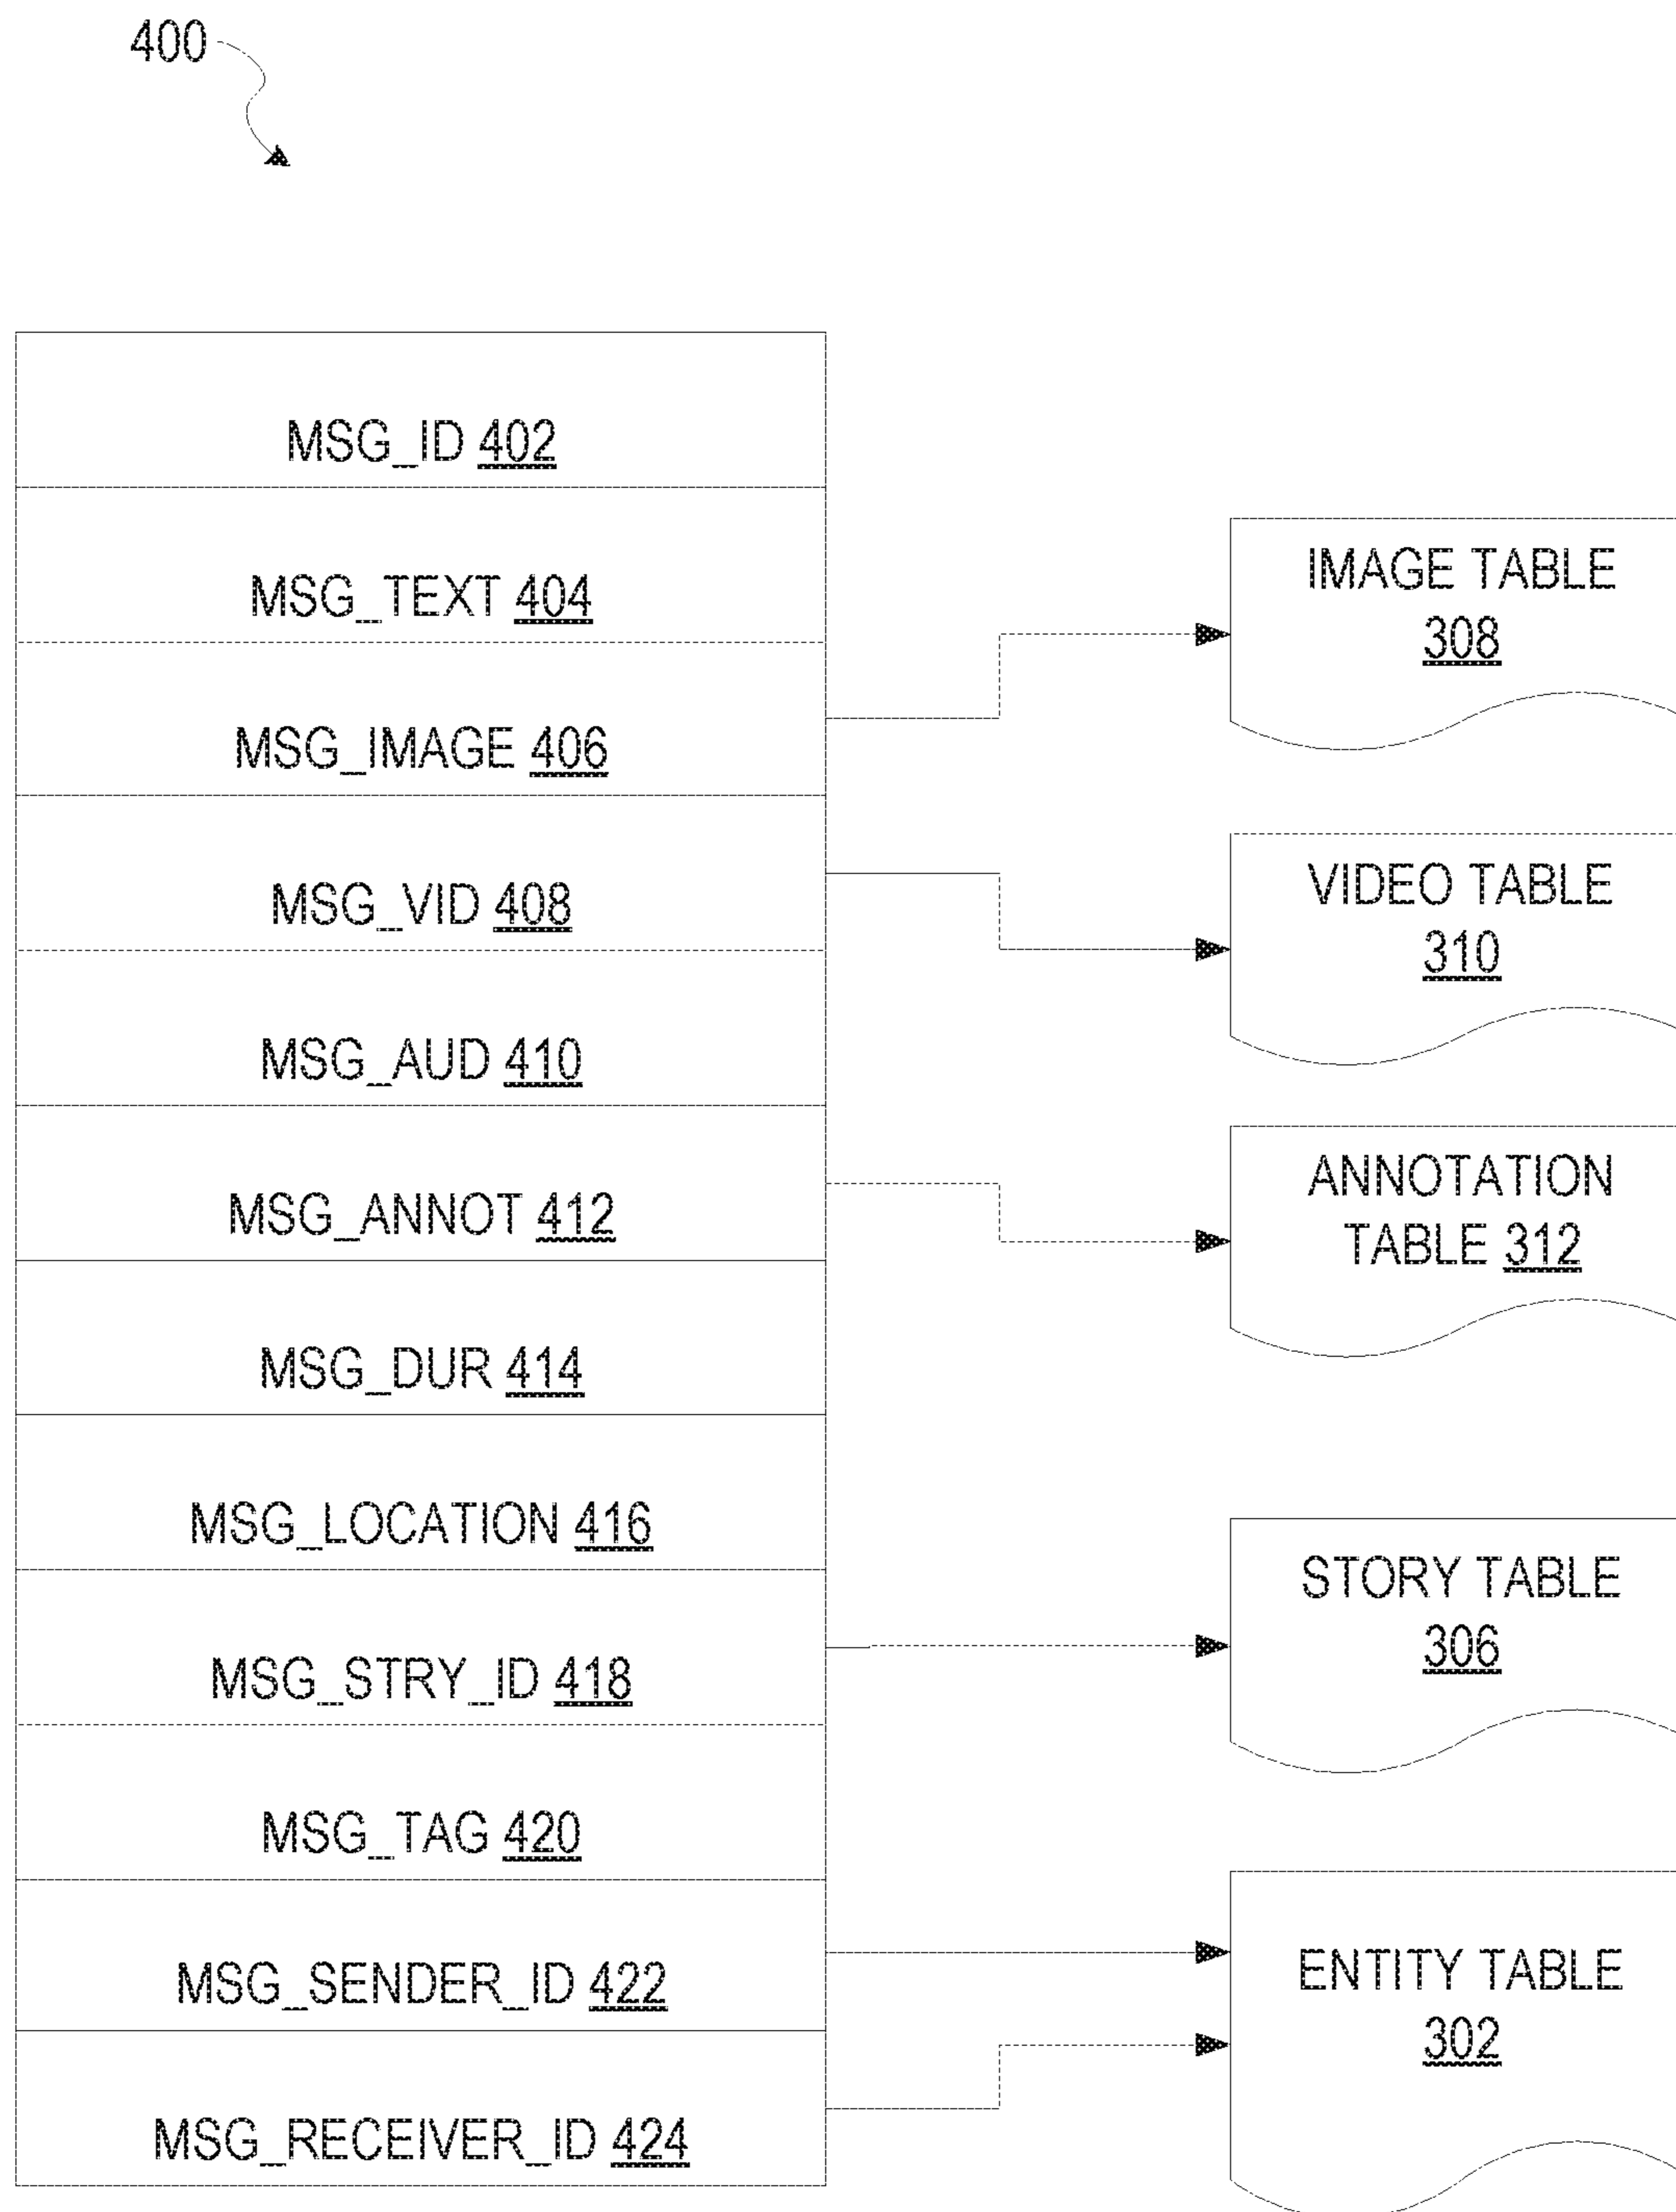 400
MSG_ID 402
MSG_TEXT 404
MSG_IMAGE 406
MSG_VID 408
MSG_AUD 410
MSG_ANNOT 412
MSG_DUR 414
MSG_LOCATION 416
MSG_STRY_ID 418
MSG_TAG 420
MSG_SENDER_ID 422
MSG_RECEIVER_ID 424
IMAGE TABLE
308
VIDEO TABLE
310
ANNOTATION
TABLE 312
STORY TABLE
306
ENTITY TABLE
302